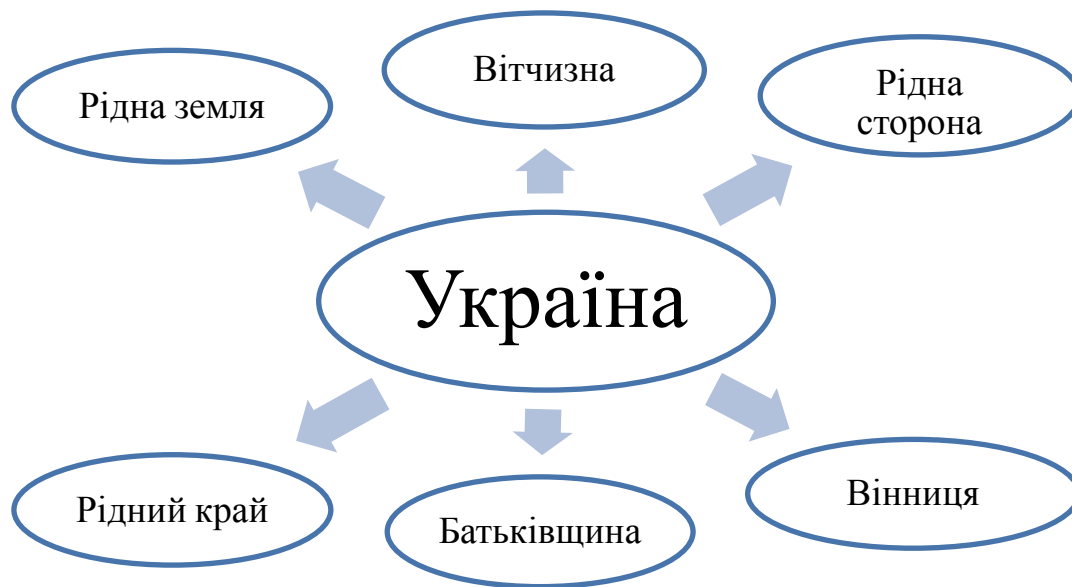 Рідна земля
Вітчизна
Рідна
сторона
Україна
Рідний край
Батьківщина
Вінниця